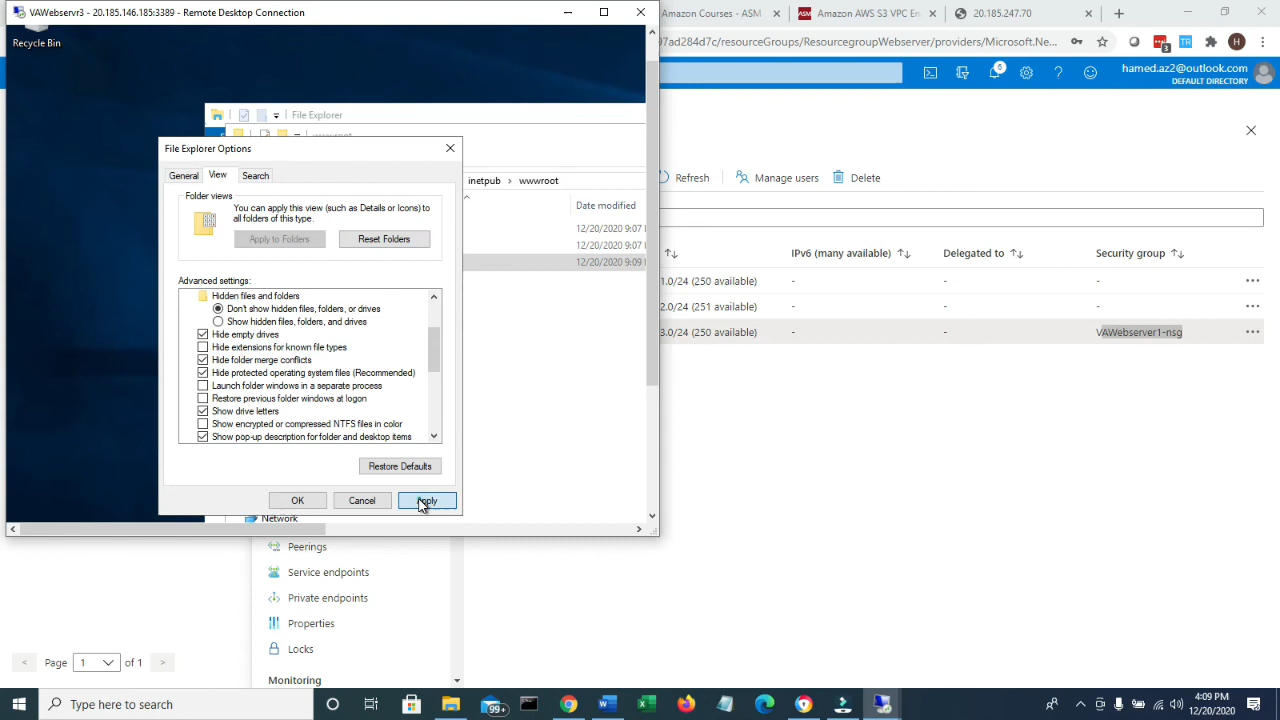 VAWebservr3 - 20.185.146.185:3389 - Remote Desktop Connection
Amazon Courses - ASM
Amazon AWS S3 VPC En
20.185.247.70
97ad284d7c/resourceGroups/ResourcegroupWebserver/providers/Microsoft.Ne...
3
H
Recycle Bin
5
hamed.az2@outlook.com
DEFAULT DIRECTORY
File Explorer
wwwroot
File Explorer Options
General
View
Search
inetpub > wwwroot
Refresh
Manage users
Delete
Folder views
You can apply this view (such as Details or Icons) to
all folders of this type.
Apply to Folders
Reset Folders
Date modified
12/20/2020 9:07
12/20/2020 9:07
12/20/2020 9:09
IPv6 (many available)
Delegated to
Security group
1.0/24 (250 available)
-
-
-
2.0/24 (251 available)
-
-
-
3.0/24 (250 available)
-
-
VAWebserver1-nsg
Advanced settings:
Hidden files and folders
Don't show hidden files, folders, or drives
Show hidden files, folders, and drives
Hide empty drives
Hide extensions for known file types
Hide folder merge conflicts
Hide protected operating system files (Recommended)
Launch folder windows in a separate process
Restore previous folder windows at logon
Show drive letters
Show encrypted or compressed NTFS files in color
Show pop-up description for folder and desktop items
Restore Defaults
OK
Cancel
Apply
Network
Peerings
Service endpoints
Private endpoints
Properties
Locks
Monitoring
< Page 1 of 1 >
Type here to search
99+
4:09 PM
12/20/2020